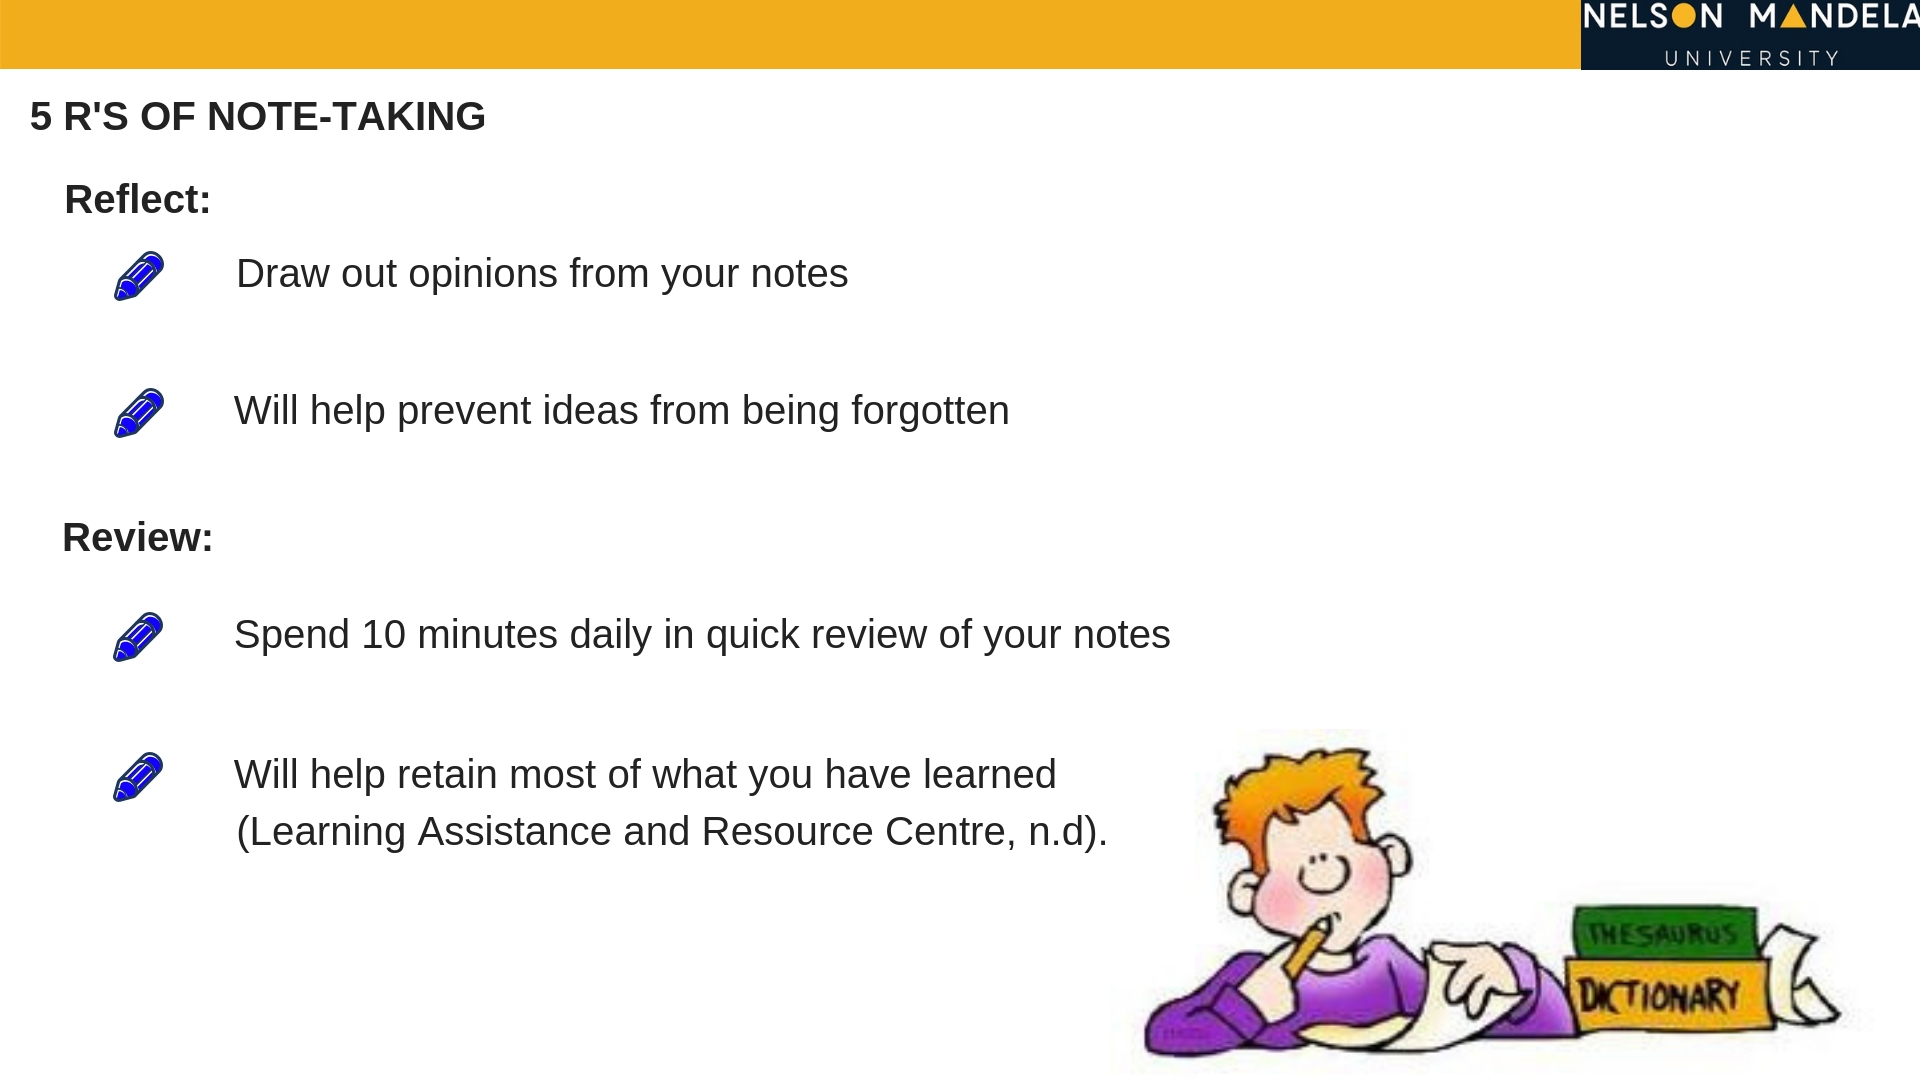 NELSON MANDELA
UNIVERSITY
5 R'S OF NOTE-TAKING
Reflect:
Draw out opinions from your notes
Will help prevent ideas from being forgotten
Review:
Spend 10 minutes daily in quick review of your notes
Will help retain most of what you have learned
(Learning Assistance and Resource Centre, n.d).
THESAURUS
DICTIONARY